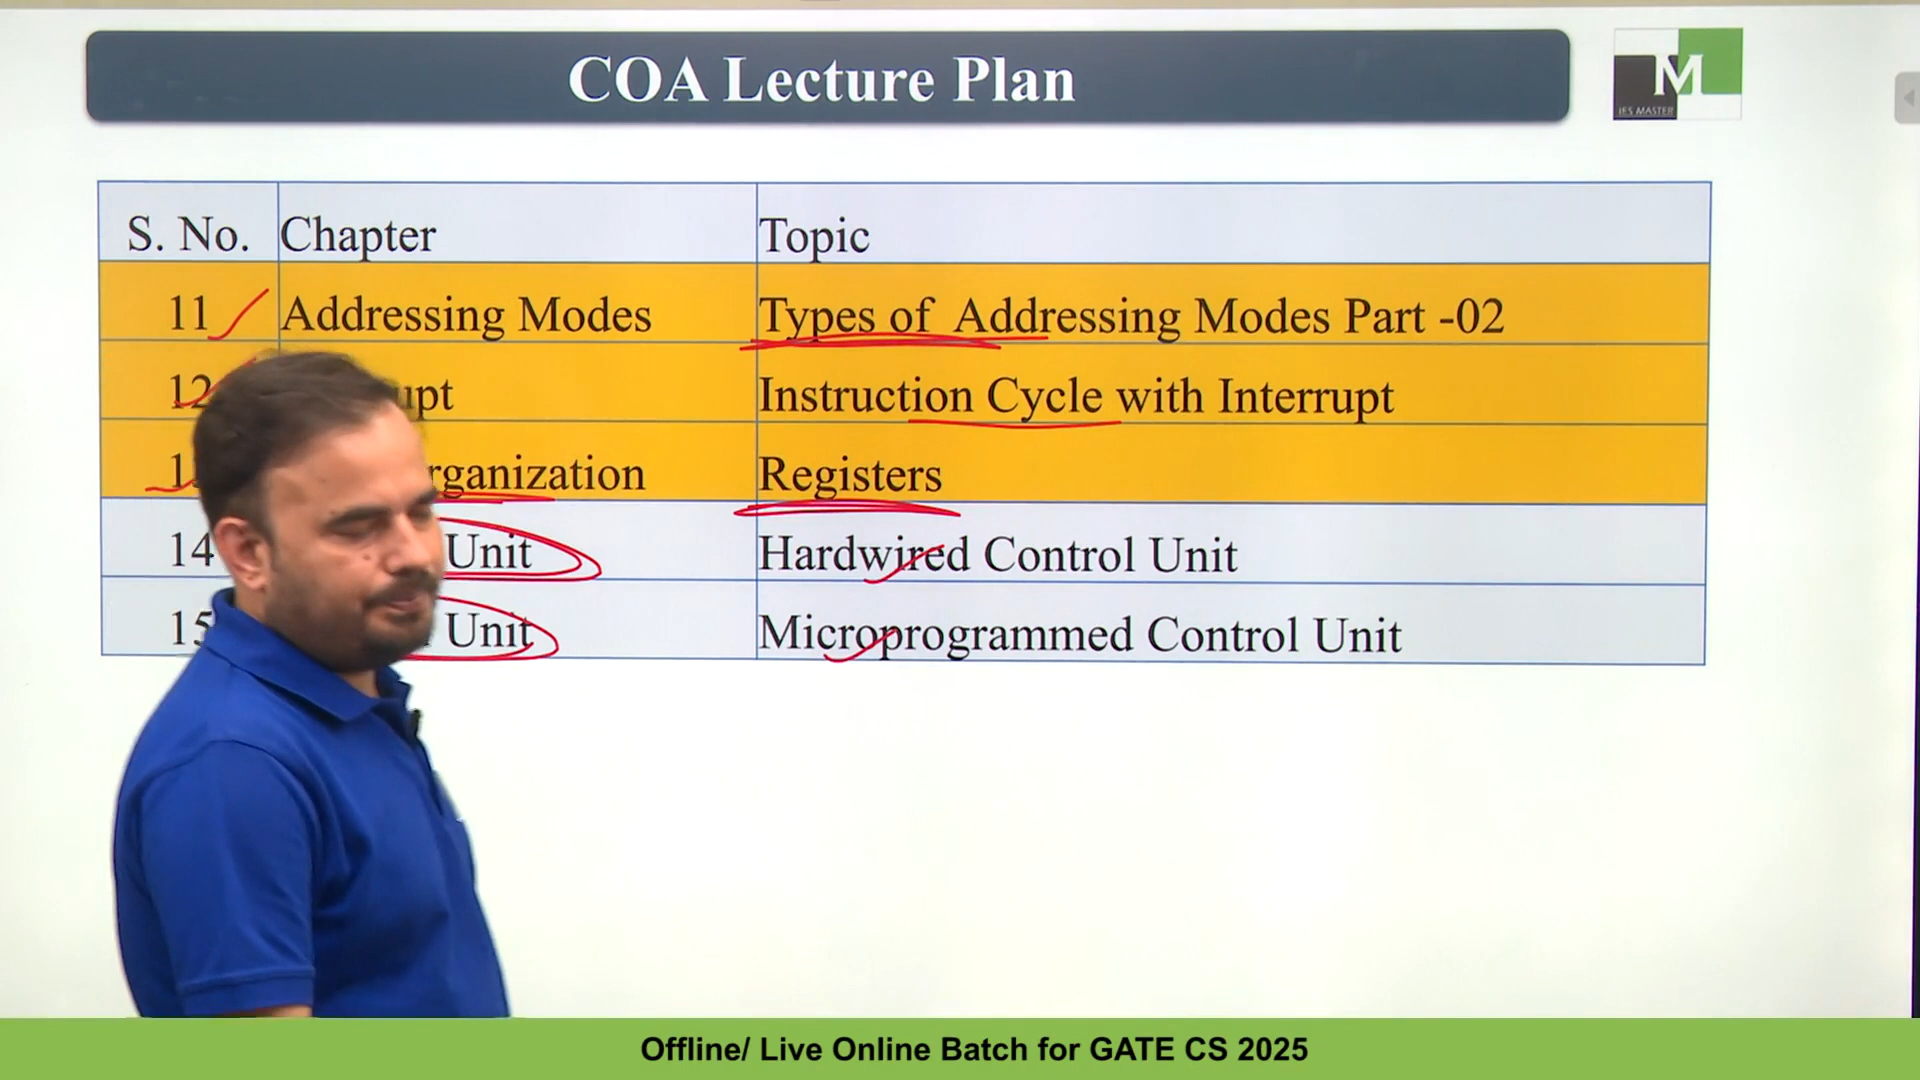 COA Lecture Plan
M
IES MASTER
S. No. Chapter Topic
11 Addressing Modes Types of Addressing Modes Part -02
12 Instruction Cycle with Interrupt
Registers
14 Unit Hardwired Control Unit
15 Unit Microprogrammed Control Unit
Offline/ Live Online Batch for GATE CS 2025